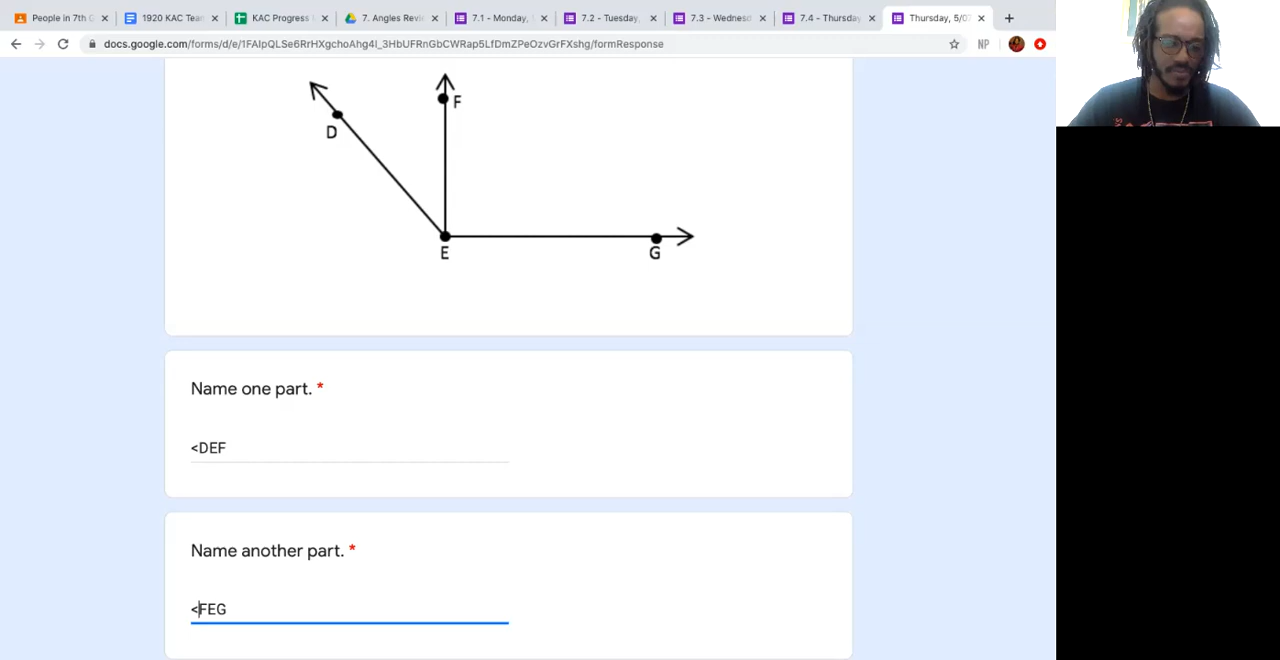 People in 7th G
1920 KAC Tear
KAC Progress
7. Angles Revi
7.1 - Monday,
7.2 - Tuesday,
7.3 - Wednesd
7.4 - Thursday
Thursday, 5/0
docs.google.com/forms/d/e/1FAIpQLSe6RrHXgchoAhg4I_3HbUFRnGbCWRap5LfDmZPeOzvGrFXshg/formResponse
NP
F
D
E
G
Name one part. *
<DEF
Name another part. *
<FEG